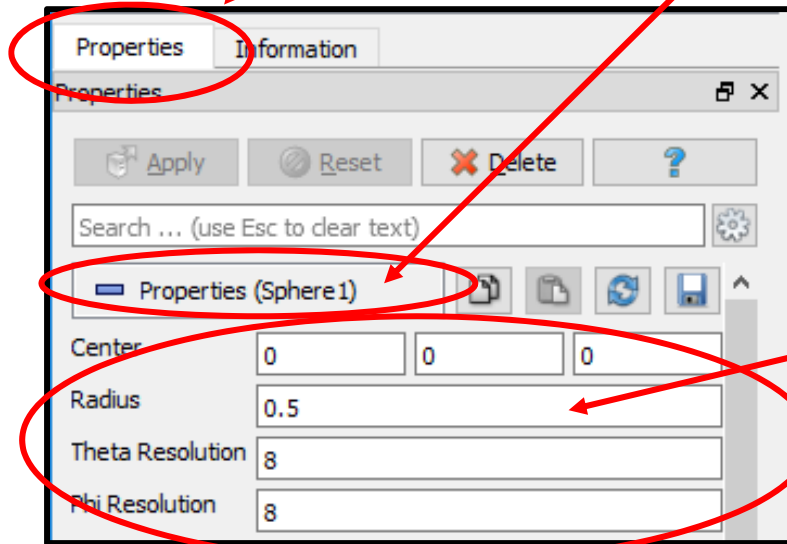 Properties Information
Properties
Apply Reset Delete ?
Search ... (use Esc to clear text)
Properties (Sphere1)
Center 0 0 0
Radius 0.5
Theta Resolution 8
Phi Resolution 8